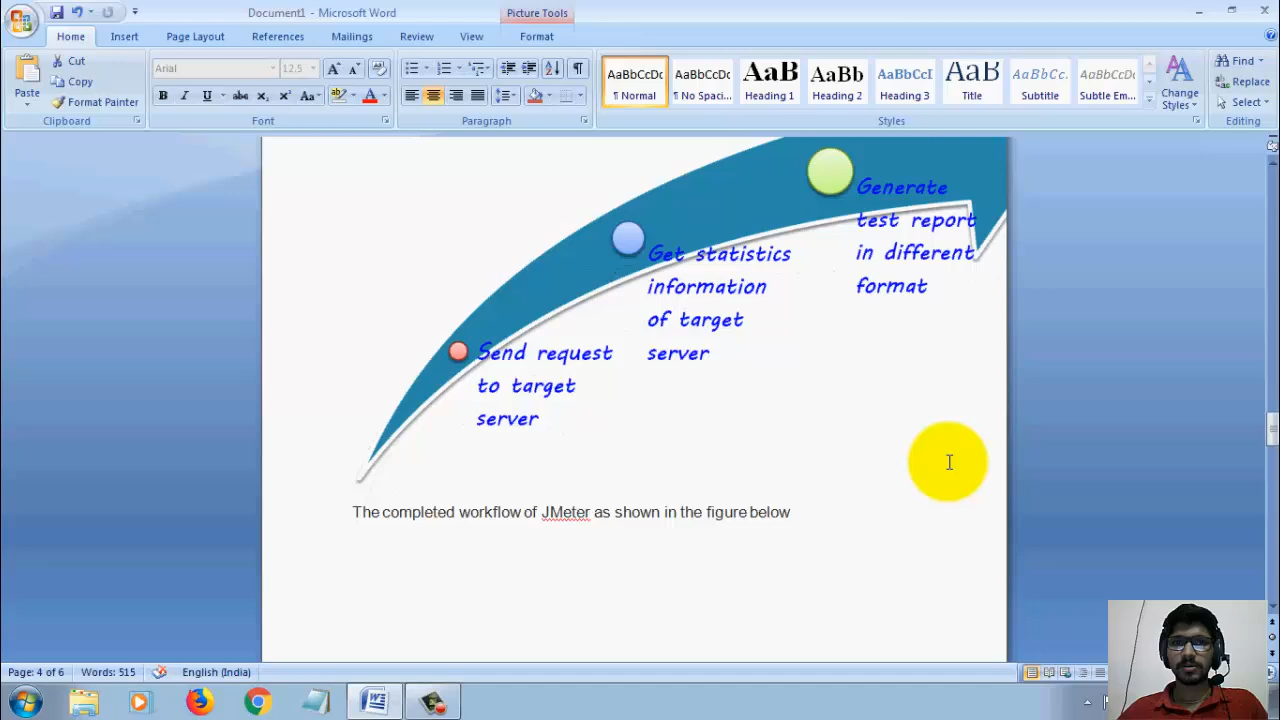 Document1 - Microsoft Word
Picture Tools
Home
Insert
Page Layout
References
Mailings
Review
View
Format
Paste
Cut
Copy
Format Painter
Clipboard
Arial
12.5
Font
Paragraph
AaBbCcDc
¶ Normal
AaBbCcDc
¶ No Spaci...
AaB
Heading 1
AaBb
Heading 2
AaBbCcI
Heading 3
AaB
Title
AaBbCc.
Subtitle
AaBbCcDc
Subtle Em...
Change
Styles
Styles
Find
Replace
Select
Editing
Generate
test report
in different
format
Get statistics
information
of target
server
Send request
to target
server
The completed workflow of JMeter as shown in the figure below
Page: 4 of 6
Words: 515
English (India)